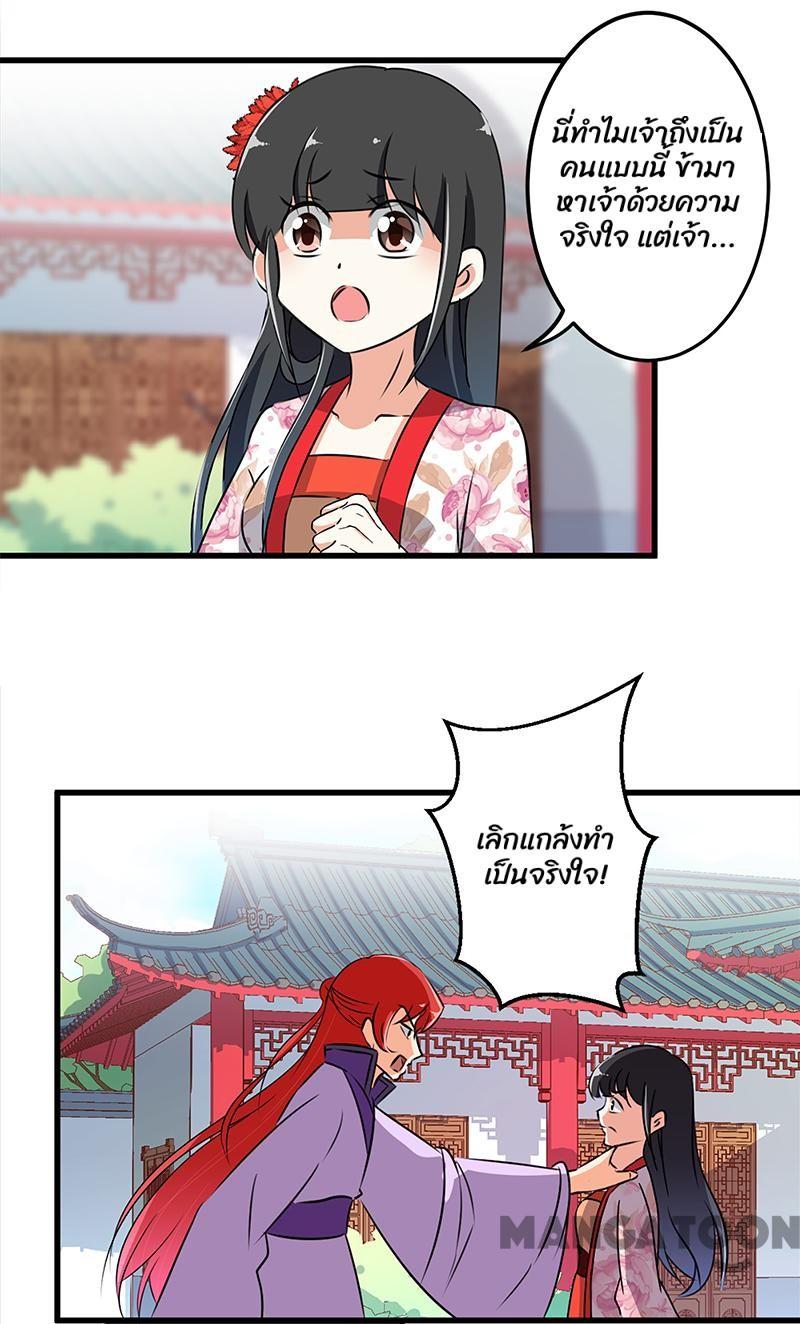 นี่ทำไมเจ้าถึงเป็น
คนแบบนี้ ข้ามา
หาเจ้าด้วยความ
จริงใจ แต่เจ้า...
เลิกแกล้งทำ
เป็นจริงใจ!
MANGATOON